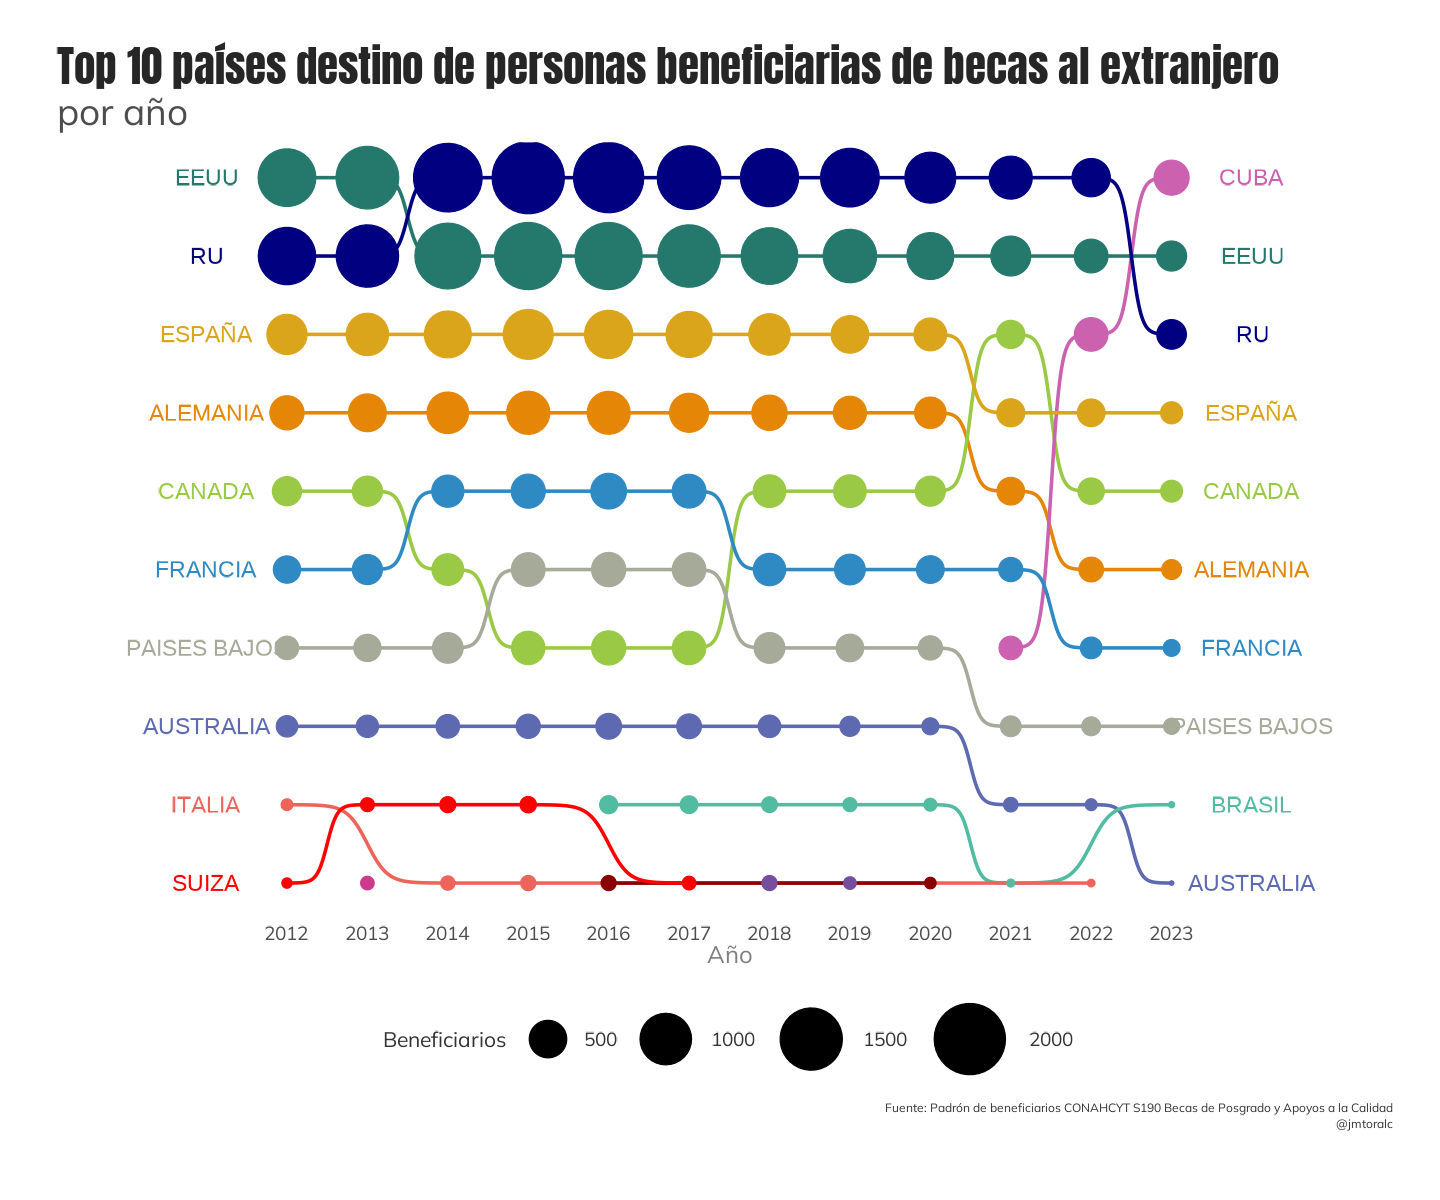 Top 10 países destino de personas beneficiarias de becas al extranjero
por año
EEUU
CUBA
RU
EEUU
ESPAÑA
RU
ALEMANIA
ESPAÑA
CANADA
CANADA
FRANCIA
ALEMANIA
PAISES BAJO
FRANCIA
AUSTRALIA
PAISES BAJOS
ITALIA
BRASIL
SUIZA
AUSTRALIA
2012 2013 2014 2015 2016 2017 2018 2019 2020 2021 2022 2023
Año
Beneficiarios 500 1000 1500 2000
Fuente: Padrón de beneficiarios CONAHCYT S190 Becas de Posgrado y Apoyos a la Calidad
@jmtoralc